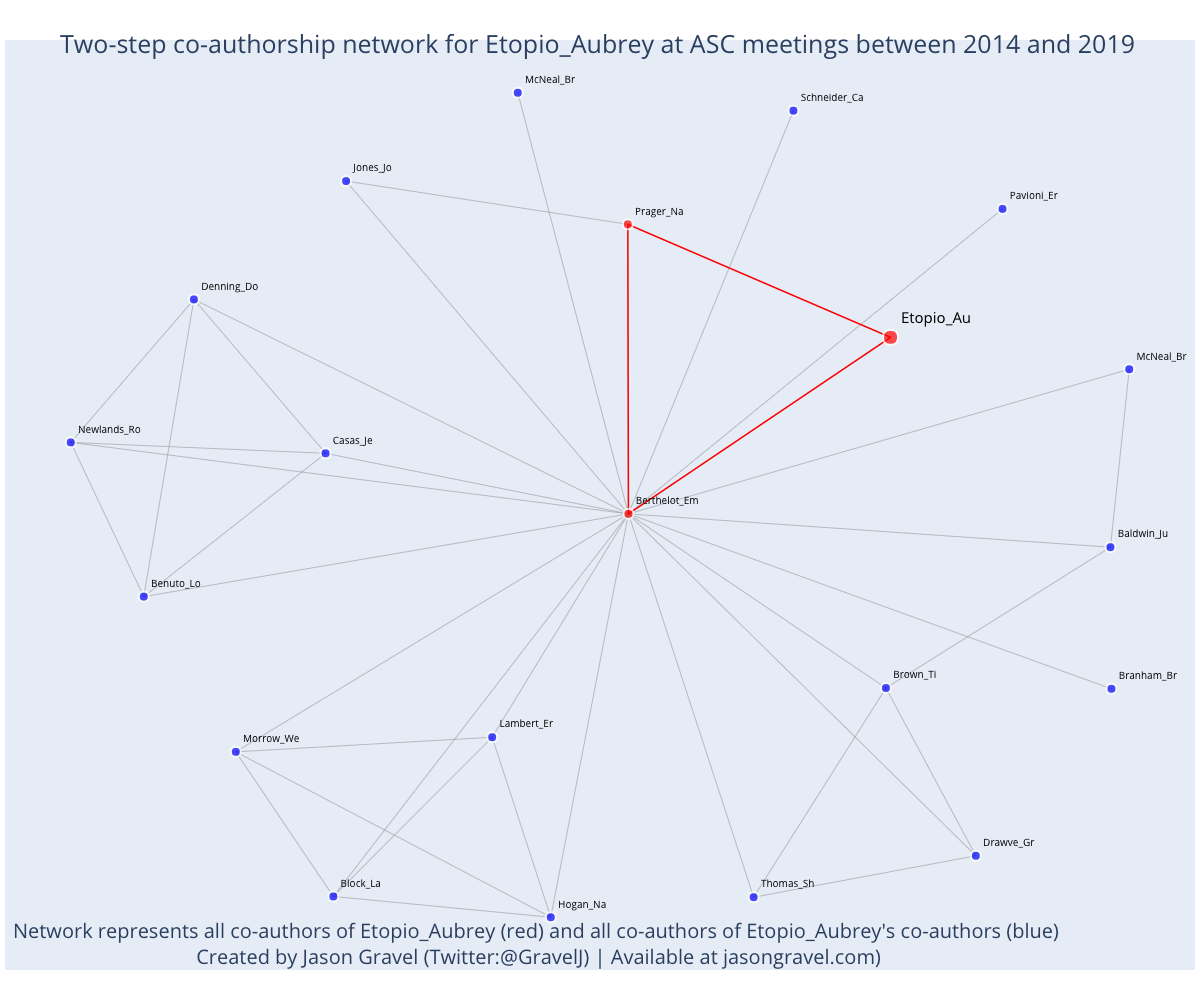 Two-step co-authorship network for Etopio_Aubrey at ASC meetings between 2014 and 2019
McNeal_Br
Schneider_Ca
Jones_Jo
Pavioni_Er
Prager_Na
Denning_Do
Etopio_Au
McNeal_Br
Newlands_Ro
Casas_Je
Berthelot_Em
Baldwin_Ju
Benuto_Lo
Brown_Ti
Branham_Br
Lambert_Er
Morrow_We
Drawve_Gr
Block_La
Thomas_Sh
Hogan_Na
Network represents all co-authors of Etopio_Aubrey (red) and all co-authors of Etopio_Aubrey's co-authors (blue)
Created by Jason Gravel (Twitter:@GravelJ) | Available at jasongravel.com)